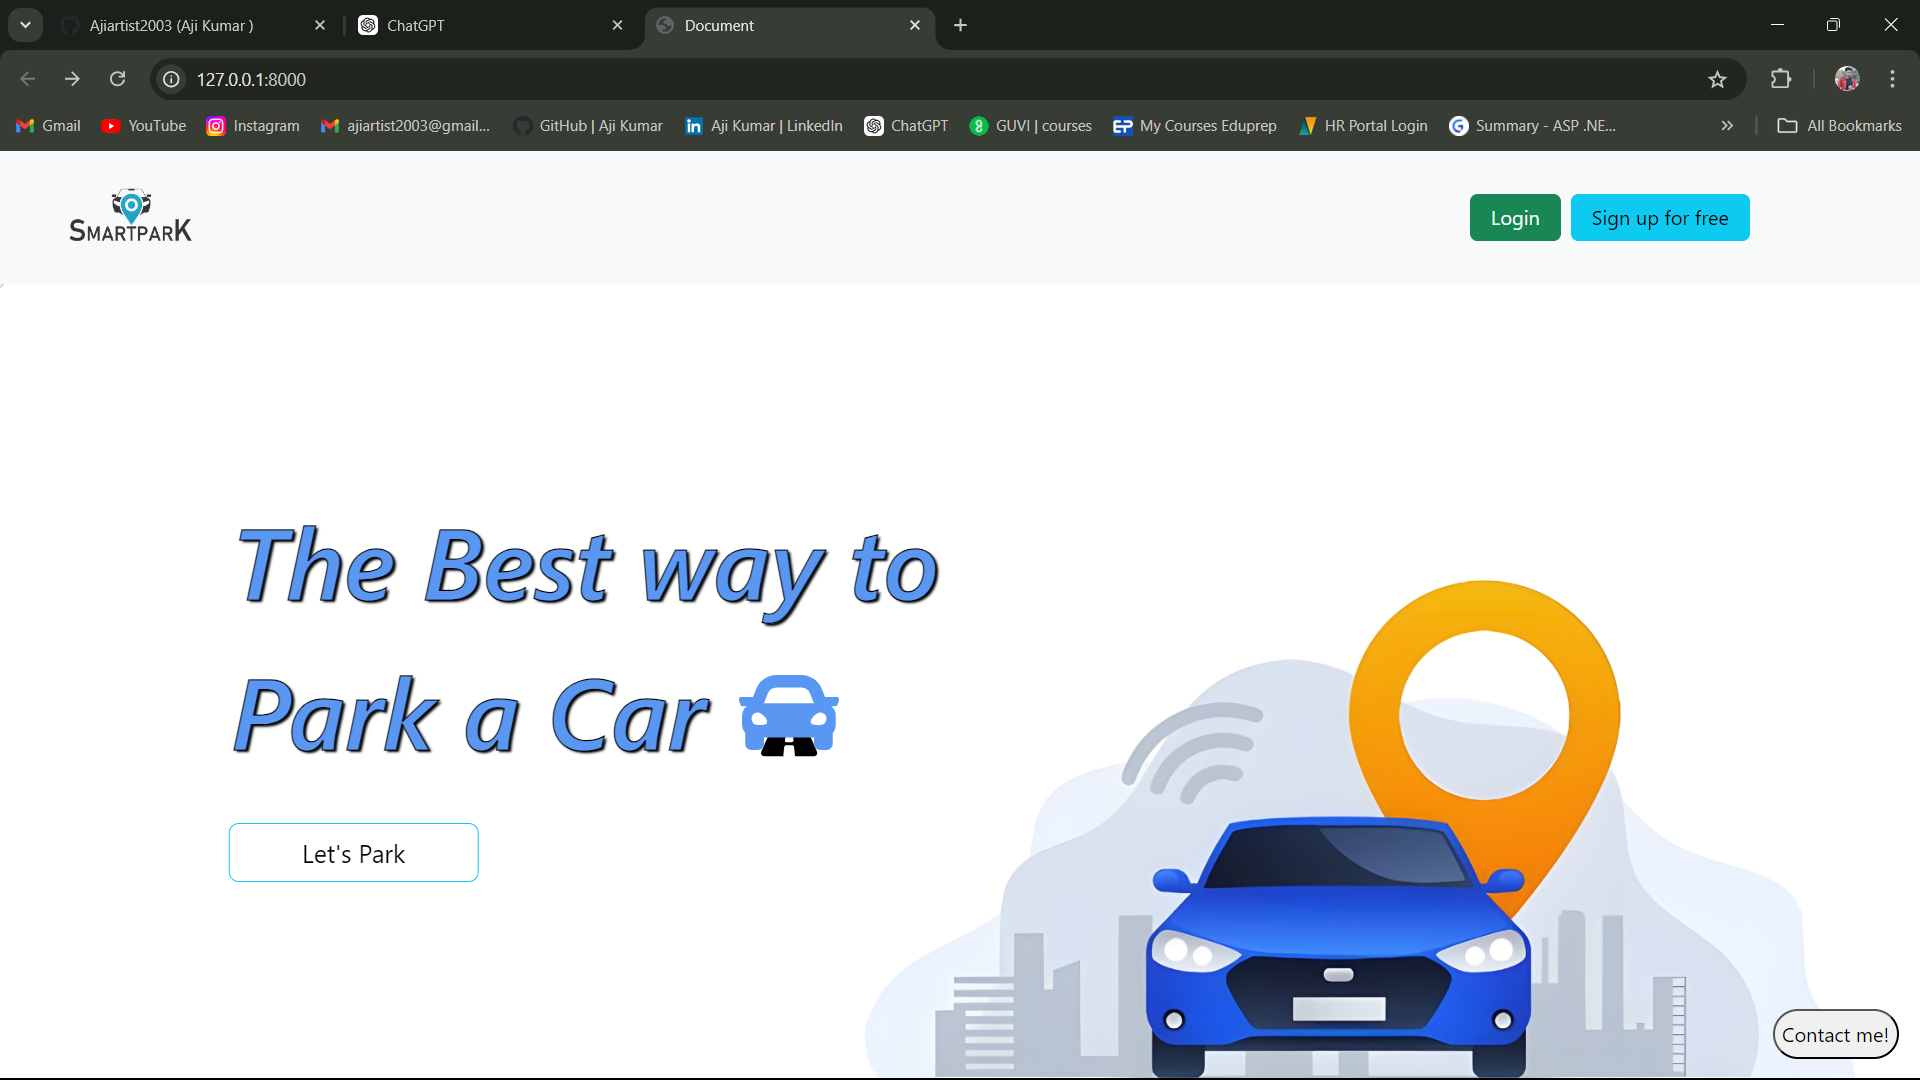 Ajiartist2003 (Aji Kumar )
ChatGPT
Document
127.0.0.1:8000
Gmail
YouTube
Instagram
ajiartist2003@gmail...
GitHub | Aji Kumar
Aji Kumar | LinkedIn
ChatGPT
GUVI | courses
EP My Courses Eduprep
HR Portal Login
Summary - ASP .NE...
All Bookmarks
SMARTPARK
Login
Sign up for free
The Best way to
Park a Car
Let's Park
Contact me!